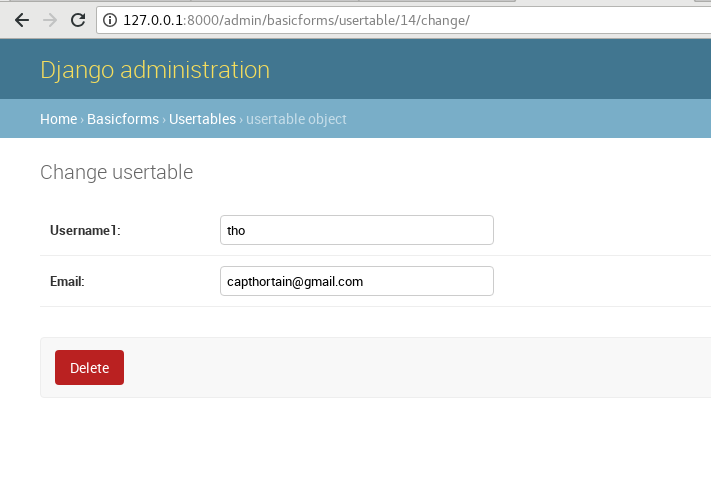 127.0.0.1:8000/admin/basicforms/usertable/14/change/
Django administration
Home › Basicforms › Usertables › usertable object
Change usertable
Username1: tho
Email: capthortain@gmail.com
Delete